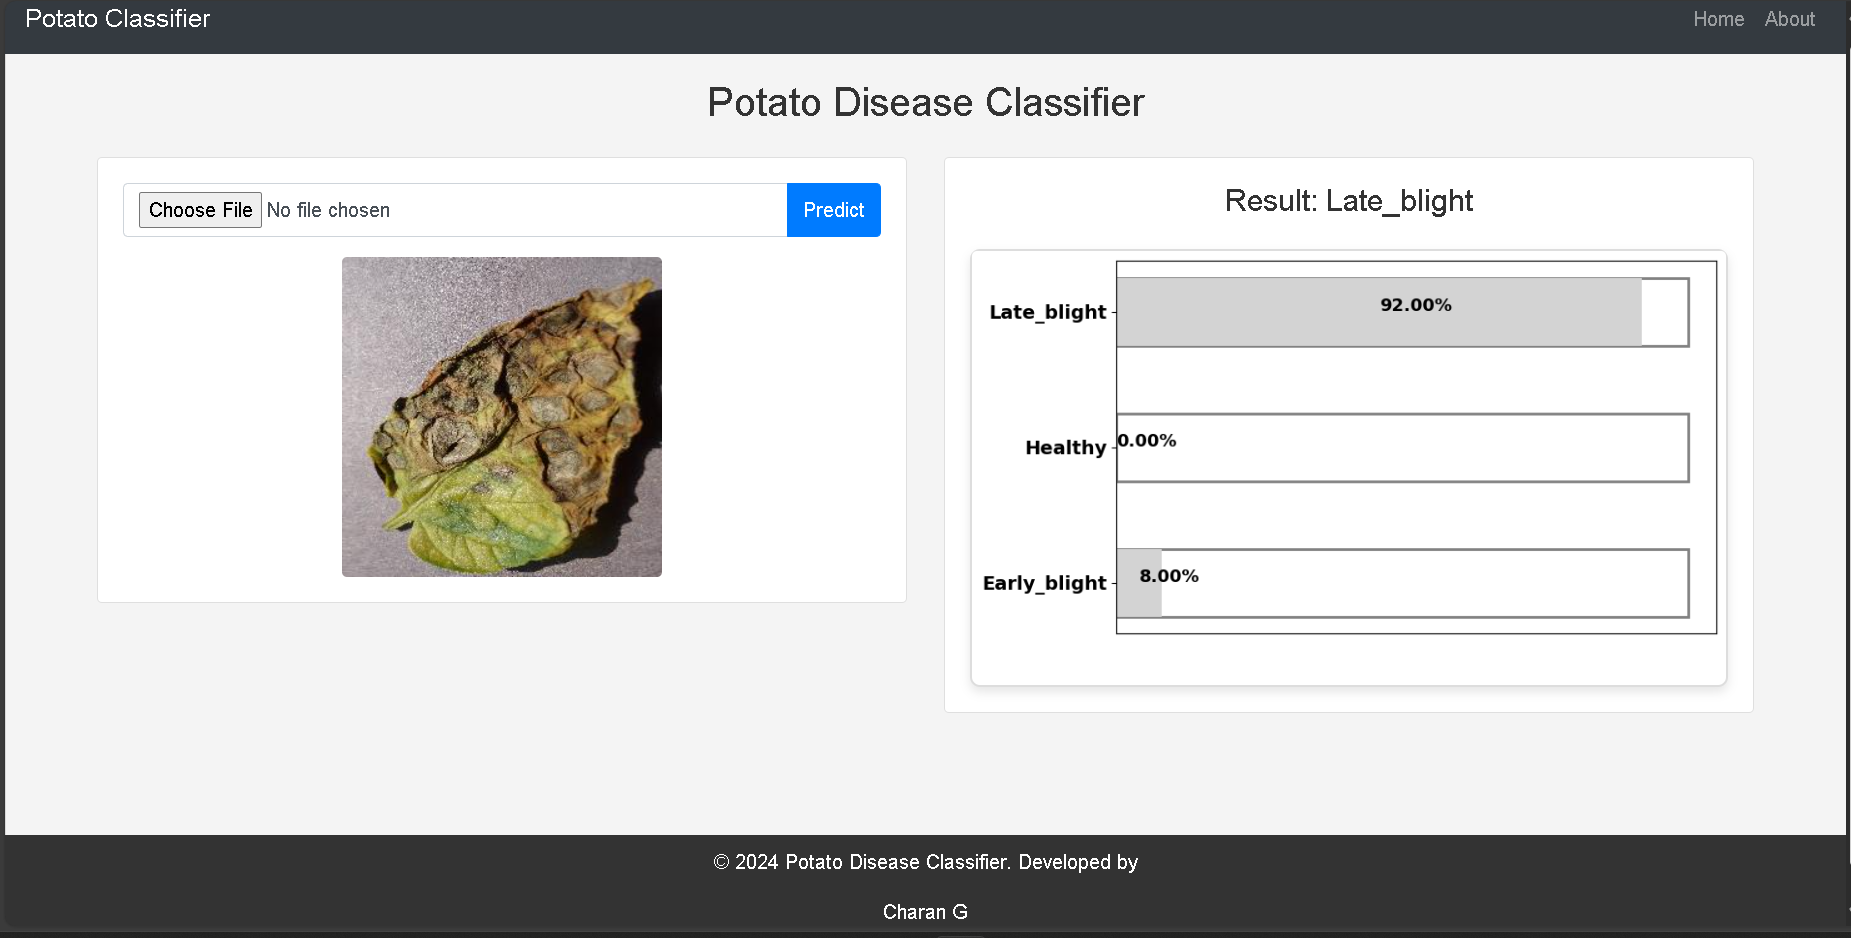 Potato Classifier
Home About
Potato Disease Classifier
Choose File No file chosen
Predict
Result: Late_blight
Late_blight
92.00%
Healthy
0.00%
Early_blight
8.00%
© 2024 Potato Disease Classifier. Developed by
Charan G